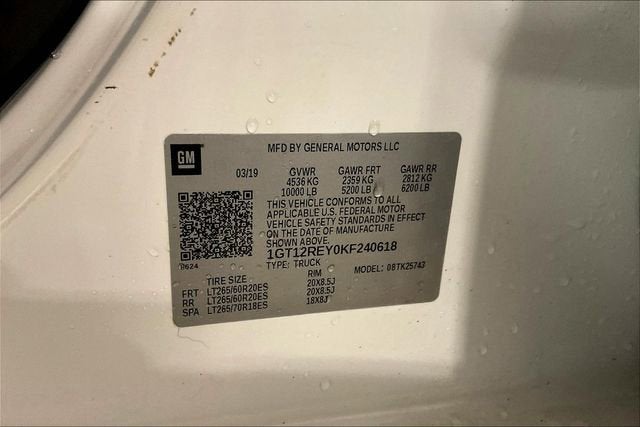 MFD BY GENERAL MOTORS LLC
GM
03/19 GVWR GAWR FRT GAWR RR
4536 KG 2359 KG 2812 KG
10000 LB 5200 LB 6200 LB
THIS VEHICLE CONFORMS TO ALL
APPLICABLE U.S. FEDERAL MOTOR
VEHICLE SAFETY STANDARDS IN EFFECT
ON THE DATE OF MANUFACTURE
SHOWN ABOVE.
1GT12REY0KF240618
R624 TYPE: TRUCK MODEL: 08TK25743
TIRE SIZE RIM
FRT LT265/60R20ES 20X8.5J
RR LT265/60R20ES 20X8.5J
SPA LT265/70R18ES 18X8J